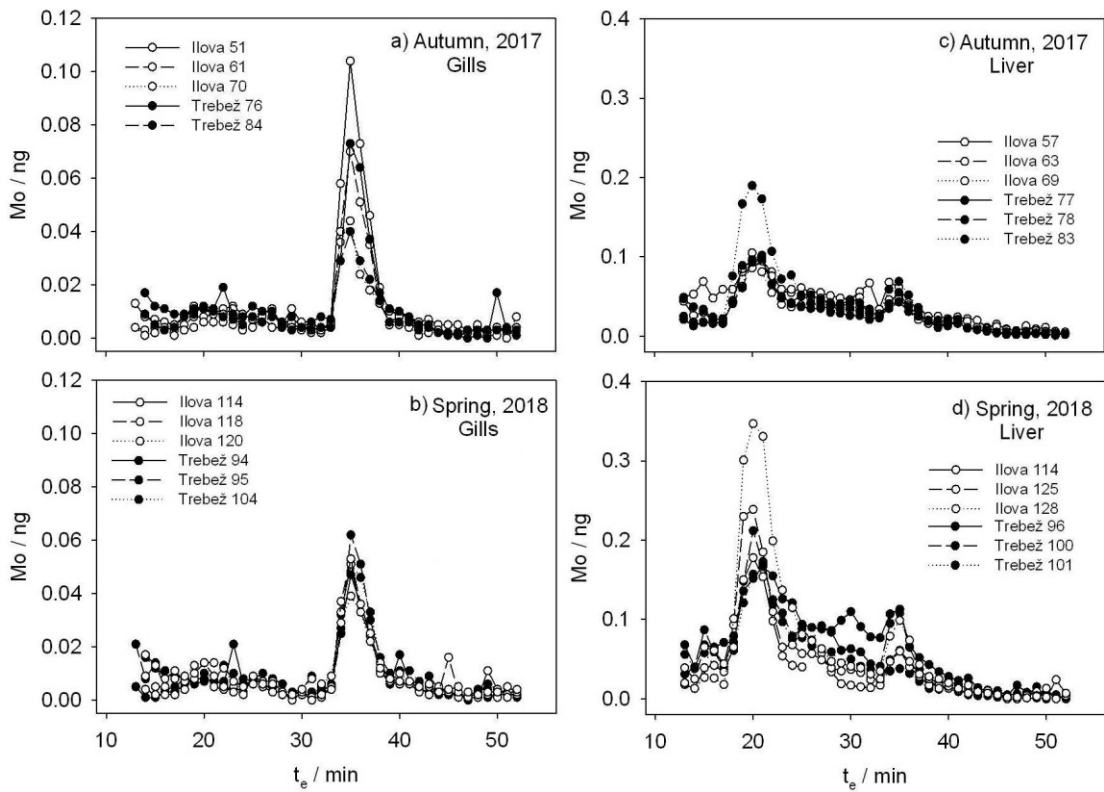 0.12
0.10
0.08
0.06
0.04
0.02
0.00
Mo / ng
a) Autumn, 2017
Gills
Ilova 51
Ilova 61
Ilova 70
Trebež 76
Trebež 84
0.4
0.3
0.2
0.1
0.0
Mo / ng
c) Autumn, 2017
Liver
Ilova 57
Ilova 63
Ilova 69
Trebež 77
Trebež 78
Trebež 83
0.12
0.10
0.08
0.06
0.04
0.02
0.00
Mo / ng
b) Spring, 2018
Gills
Ilova 114
Ilova 118
Ilova 120
Trebež 94
Trebež 95
Trebež 104
10 20 30 40 50
te / min
0.4
0.3
0.2
0.1
0.0
Mo / ng
d) Spring, 2018
Liver
Ilova 114
Ilova 125
Ilova 128
Trebež 96
Trebež 100
Trebež 101
10 20 30 40 50
te / min